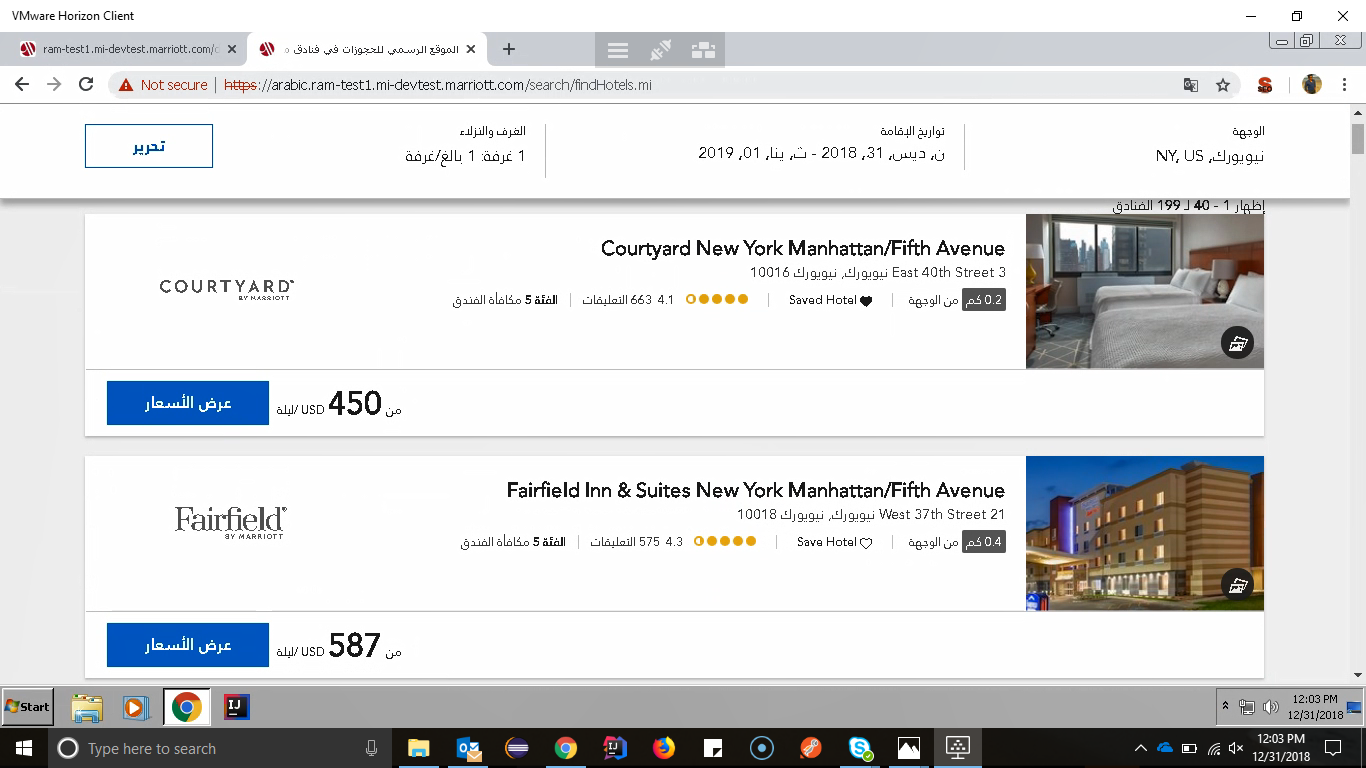 VMware Horizon Client
ram-test1.mi-devtest.marriott.com/
الموقع الرسمي للحجوزات في فنادق
Not secure | https://arabic.ram-test1.mi-devtest.marriott.com/search/findHotels.mi
الوجهة
نيويورك، NY, US
تواريخ الإقامة
ن، ديس، 31، 2018 - ث، ينا، 01، 2019
الغرف والنزلاء
1 غرفة: 1 بالغ/غرفة
تحرير
إظهار 1 - 40 لـ 199 الفنادق
Courtyard New York Manhattan/Fifth Avenue
3 East 40th Street نيويورك, نيويورك 10016
0.2 كم من الوجهة
Saved Hotel
4.1 663 التعليقات
الفئة 5 مكافأة الفندق
COURTYARD®
BY MARRIOTT
من 450 USD /ليلة
عرض الأسعار
Fairfield Inn & Suites New York Manhattan/Fifth Avenue
21 West 37th Street نيويورك, نيويورك 10018
0.4 كم من الوجهة
Save Hotel
4.3 575 التعليقات
الفئة 5 مكافأة الفندق
Fairfield®
BY MARRIOTT
من 587 USD /ليلة
عرض الأسعار
Start
IJ
12:03 PM
12/31/2018
Type here to search
12:03 PM
12/31/2018